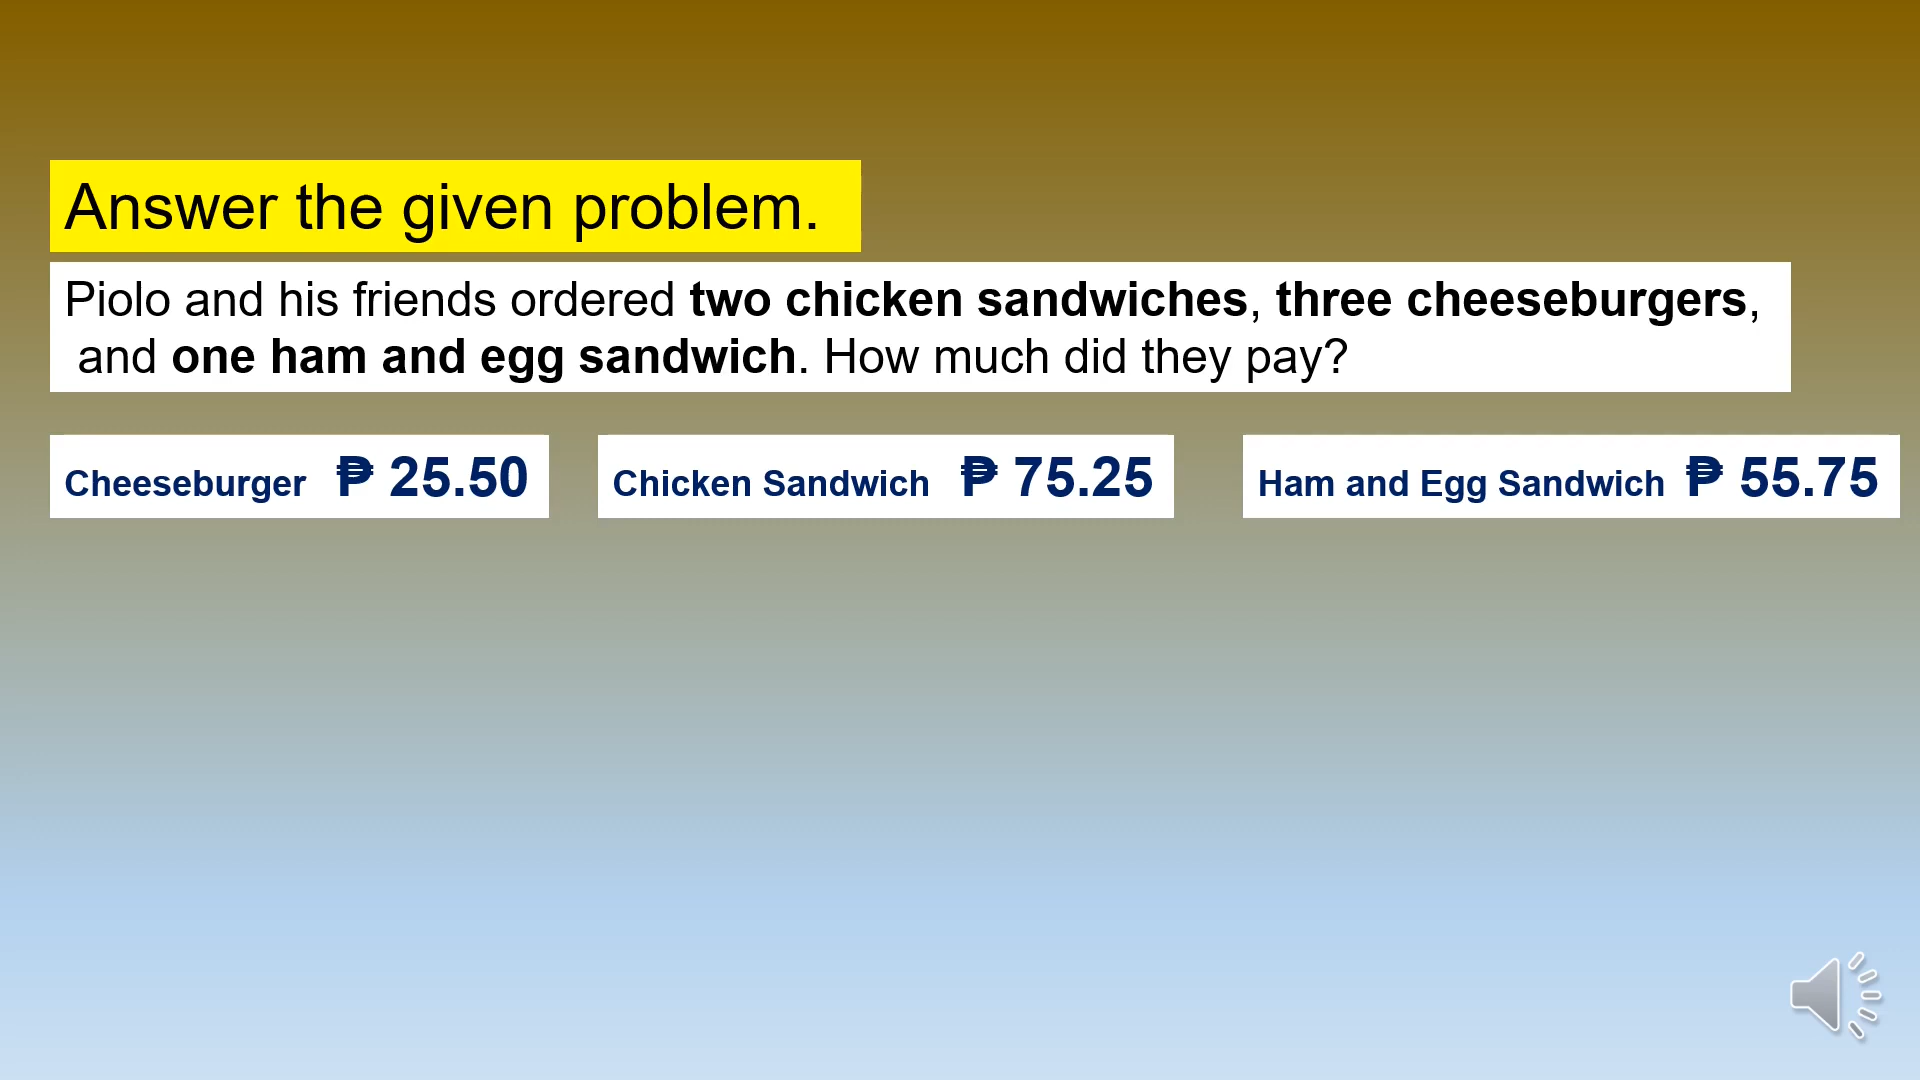 Answer the given problem.
Piolo and his friends ordered two chicken sandwiches, three cheeseburgers,
and one ham and egg sandwich. How much did they pay?
Cheeseburger ₱ 25.50
Chicken Sandwich ₱ 75.25
Ham and Egg Sandwich ₱ 55.75